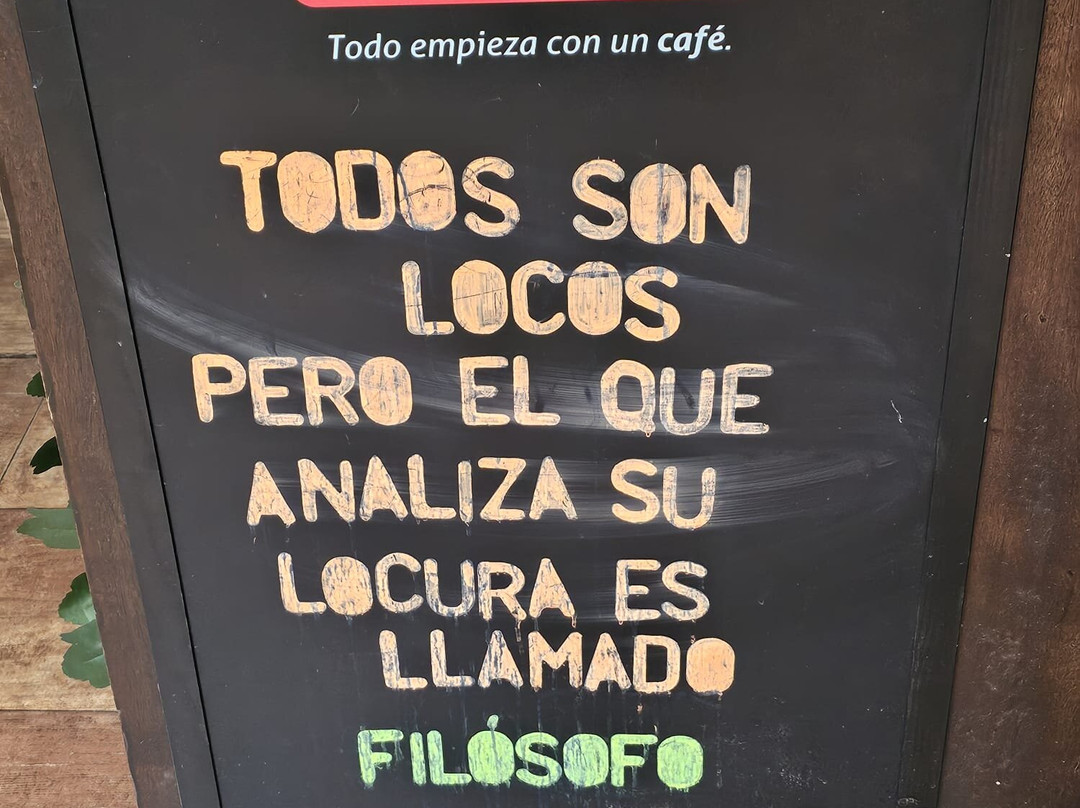 Todo empieza con un café.
TODOS SON
LOCOS
PERO EL QUE
ANALIZA SU
LOCURA ES
LLAMADO
FILÓSOFO